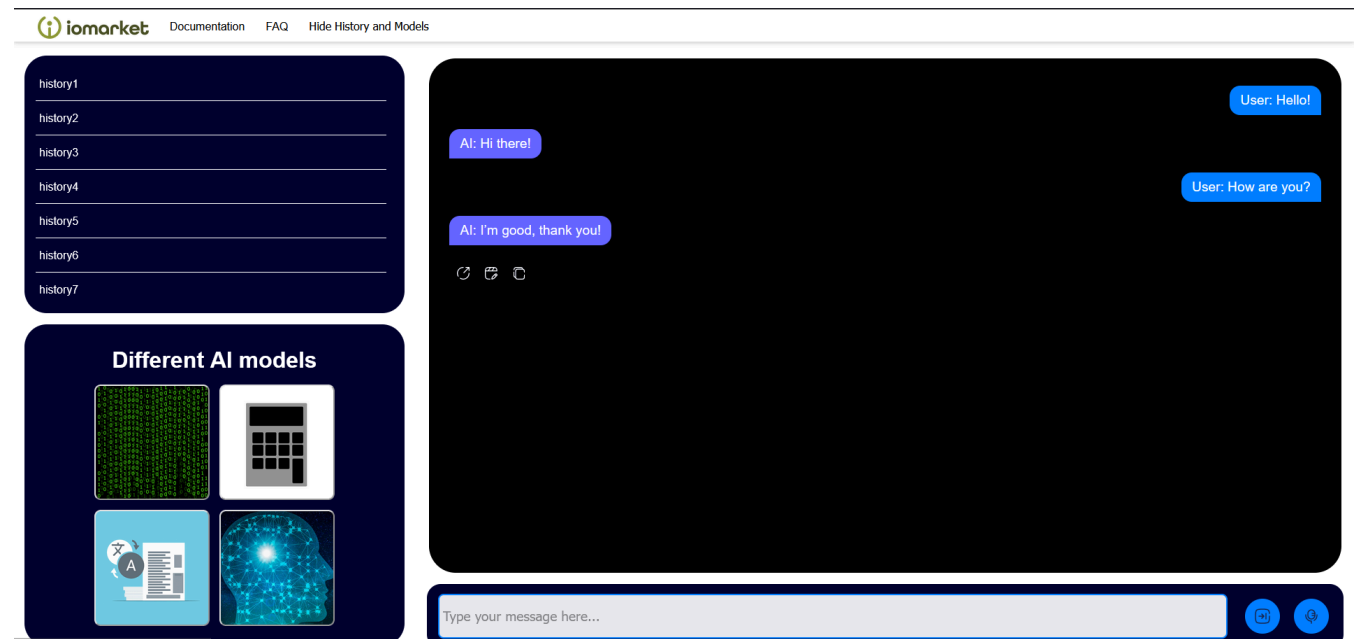 iomarket Documentation FAQ Hide History and Models
history1
history2
history3
history4
history5
history6
history7
Different AI models
文
A
User: Hello!
AI: Hi there!
User: How are you?
AI: I'm good, thank you!
Type your message here...